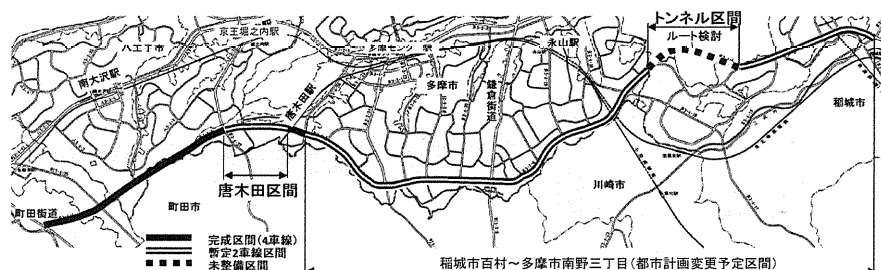 トンネル区間
ルート検討
京王堀之内駅
八王子市
多摩センター駅
永山駅
南大沢駅
唐木田駅
多摩市
鎌倉街道
稲城市
唐木田区間
川崎市
町田市
町田街道
完成区間(4車線)
暫定2車線区間
未整備区間
稲城市百村～多摩市南野三丁目(都市計画変更予定区間)